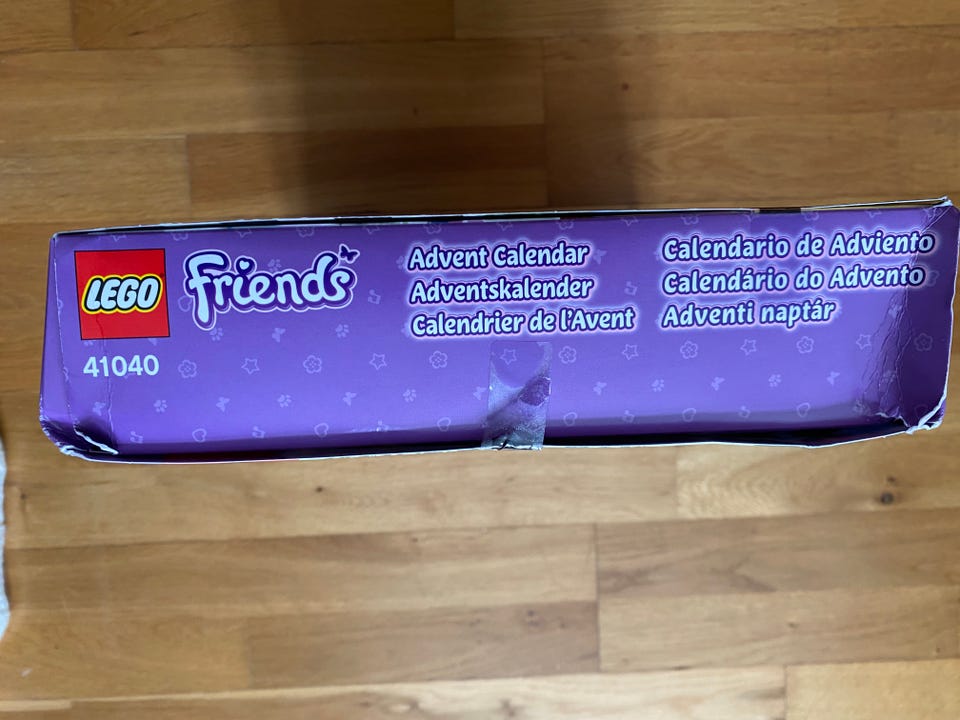 LEGO
Friends
41040
Advent Calendar
Adventskalender
Calendrier de l'Avent
Calendario de Adviento
Calendário do Advento
Adventi naptár